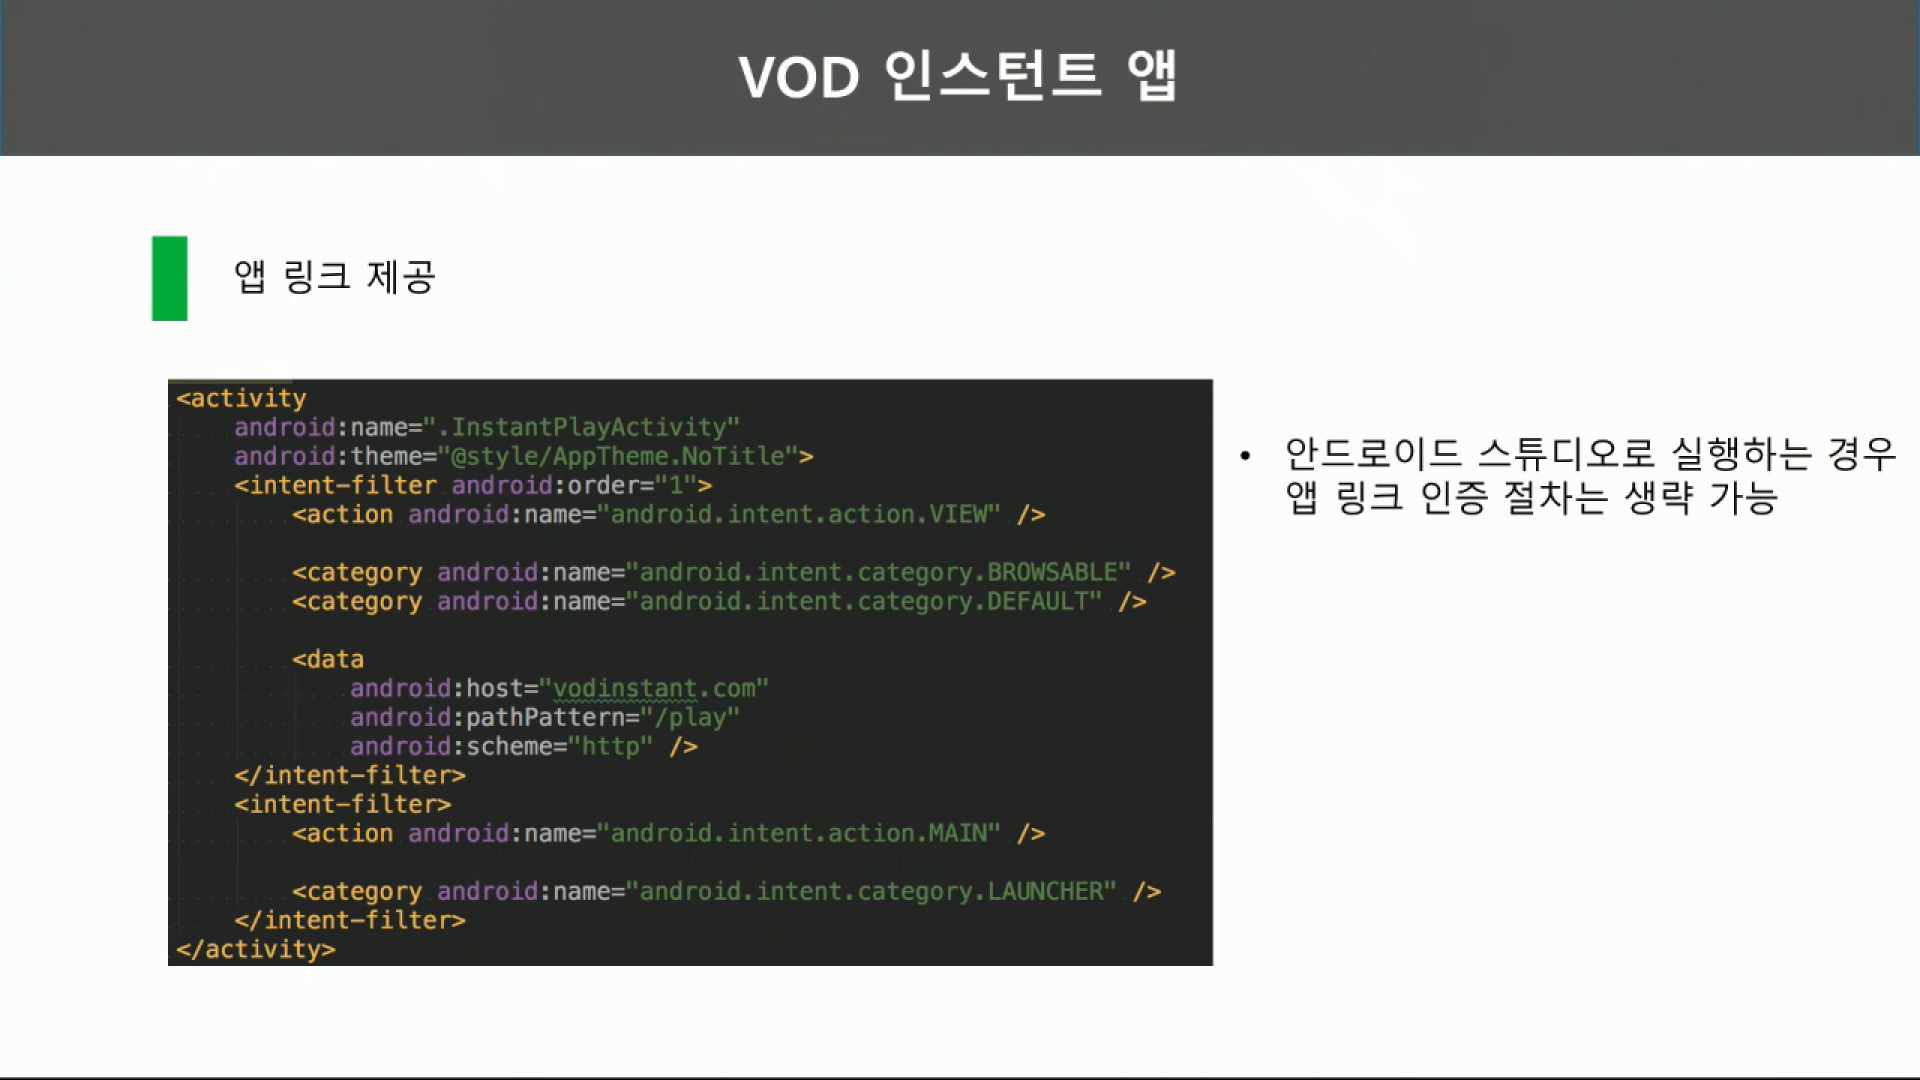 VOD 인스턴트 앱
앱 링크 제공
<activity
android:name=".InstantPlayActivity"
android:theme="@style/AppTheme.NoTitle">
<intent-filter android:order="1">
<action android:name="android.intent.action.VIEW" />
<category android:name="android.intent.category.BROWSABLE" />
<category android:name="android.intent.category.DEFAULT" />
<data
android:host="vodinstant.com"
android:pathPattern="/play"
android:scheme="http" />
</intent-filter>
<intent-filter>
<action android:name="android.intent.action.MAIN" />
<category android:name="android.intent.category.LAUNCHER" />
</intent-filter>
</activity>
• 안드로이드 스튜디오로 실행하는 경우
앱 링크 인증 절차는 생략 가능